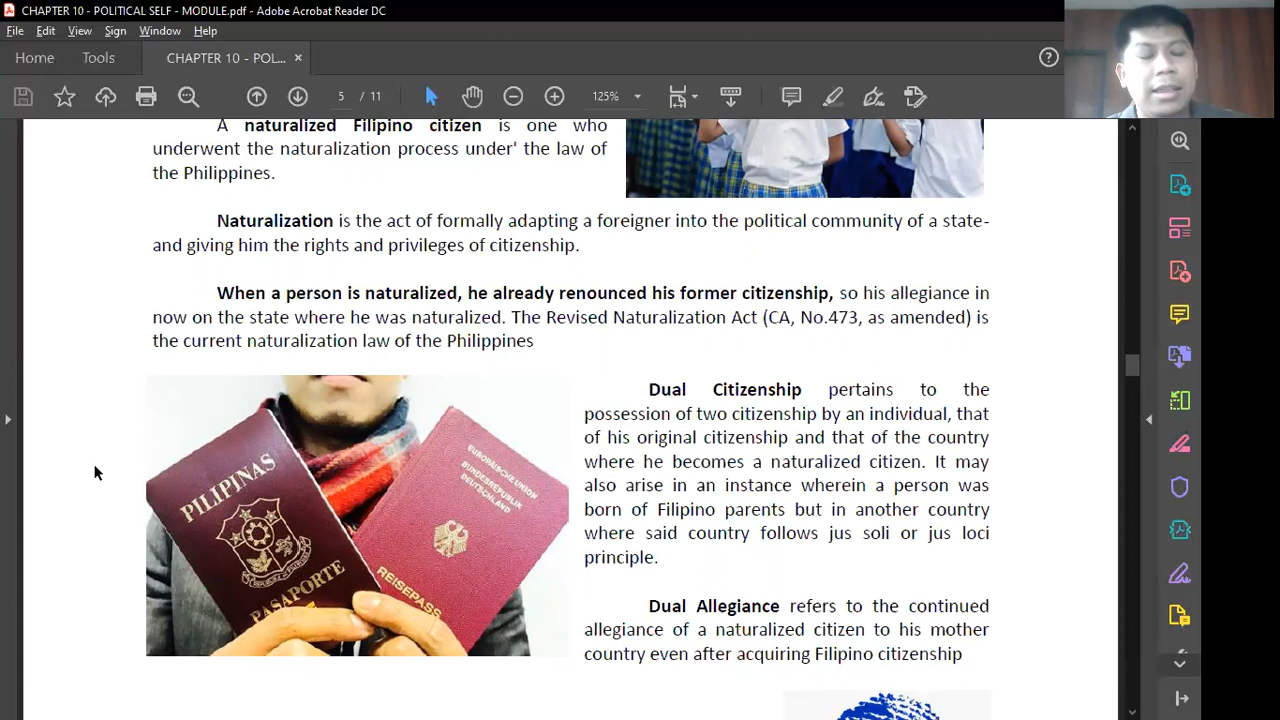 CHAPTER 10 - POLITICAL SELF - MODULE.pdf - Adobe Acrobat Reader DC
File Edit View Sign Window Help
Home Tools CHAPTER 10 - POL... ×
5 / 11 125%
A naturalized Filipino citizen is one who
underwent the naturalization process under' the law of
the Philippines.
Naturalization is the act of formally adapting a foreigner into the political community of a state-
and giving him the rights and privileges of citizenship.
When a person is naturalized, he already renounced his former citizenship, so his allegiance in
now on the state where he was naturalized. The Revised Naturalization Act (CA, No.473, as amended) is
the current naturalization law of the Philippines
PILIPINAS
PASAPORTE
EUROPÄISCHE UNION
BUNDESREPUBLIK
DEUTSCHLAND
REISEPASS
Dual Citizenship pertains to the
possession of two citizenship by an individual, that
of his original citizenship and that of the country
where he becomes a naturalized citizen. It may
also arise in an instance wherein a person was
born of Filipino parents but in another country
where said country follows jus soli or jus loci
principle.
Dual Allegiance refers to the continued
allegiance of a naturalized citizen to his mother
country even after acquiring Filipino citizenship